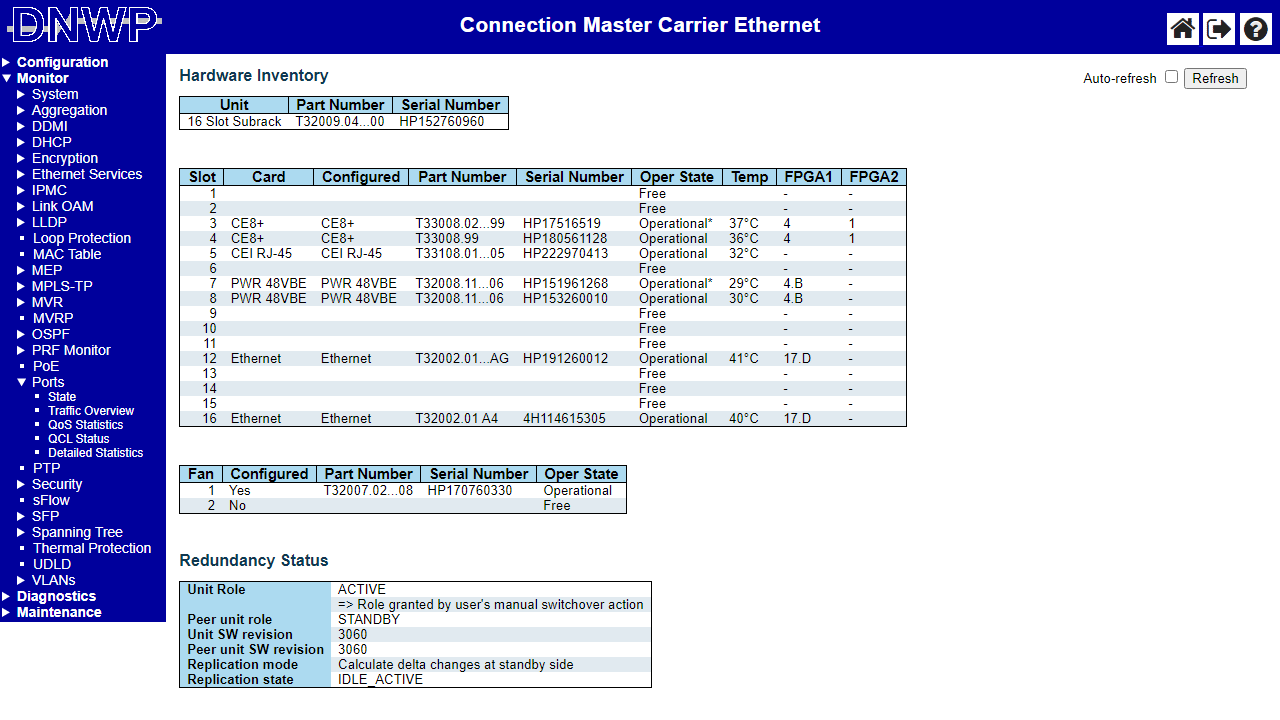 DNWP
Connection Master Carrier Ethernet
Configuration
Monitor
System
Aggregation
DDMI
DHCP
Encryption
Ethernet Services
IPMC
Link OAM
LLDP
Loop Protection
MAC Table
MEP
MPLS-TP
MVR
MVRP
OSPF
PRF Monitor
PoE
Ports
State
Traffic Overview
QoS Statistics
QCL Status
Detailed Statistics
PTP
Security
sFlow
SFP
Spanning Tree
Thermal Protection
UDLD
VLANs
Diagnostics
Maintenance
Hardware Inventory
Auto-refresh Refresh
Unit Part Number Serial Number
16 Slot Subrack T32009.04...00 HP152760960
Slot Card Configured Part Number Serial Number Oper State Temp FPGA1 FPGA2
1 Free - -
2 Free - -
3 CE8+ CE8+ T33008.02...99 HP17516519 Operational* 37°C 4 1
4 CE8+ CE8+ T33008.99 HP180561128 Operational 36°C 4 1
5 CEI RJ-45 CEI RJ-45 T33108.01...05 HP222970413 Operational 32°C - -
6 Free - -
7 PWR 48VBE PWR 48VBE T32008.11...06 HP151961268 Operational* 29°C 4.B -
8 PWR 48VBE PWR 48VBE T32008.11...06 HP153260010 Operational 30°C 4.B -
9 Free - -
10 Free - -
11 Free - -
12 Ethernet Ethernet T32002.01...AG HP191260012 Operational 41°C 17.D -
13 Free - -
14 Free - -
15 Free - -
16 Ethernet Ethernet T32002.01 A4 4H114615305 Operational 40°C 17.D -
Fan Configured Part Number Serial Number Oper State
1 Yes T32007.02...08 HP170760330 Operational
2 No Free
Redundancy Status
Unit Role ACTIVE
=> Role granted by user's manual switchover action
Peer unit role STANDBY
Unit SW revision 3060
Peer unit SW revision 3060
Replication mode Calculate delta changes at standby side
Replication state IDLE_ACTIVE